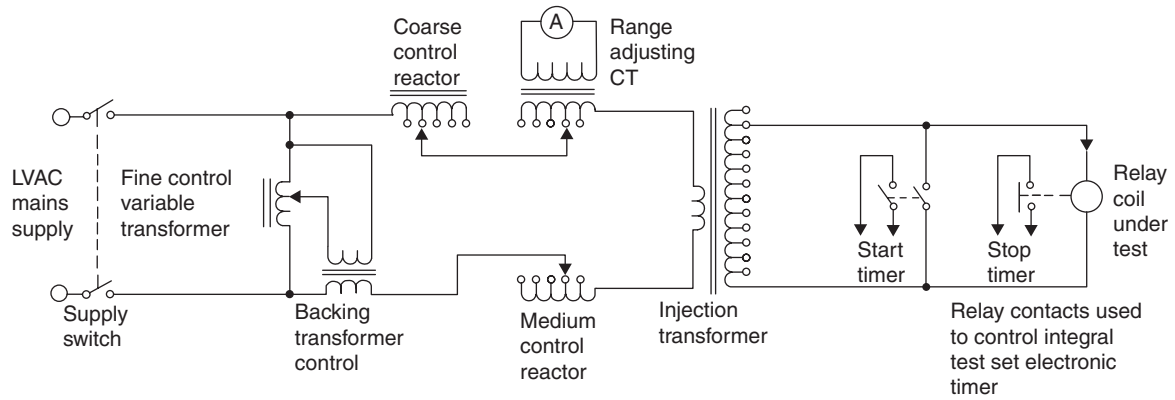 Coarse
control
reactor
A
Range
adjusting
CT
LVAC
mains
supply
Fine control
variable
transformer
Start
timer
Stop
timer
Relay
coil
under
test
Supply
switch
Backing
transformer
control
Medium
control
reactor
Injection
transformer
Relay contacts used
to control integral
test set electronic
timer